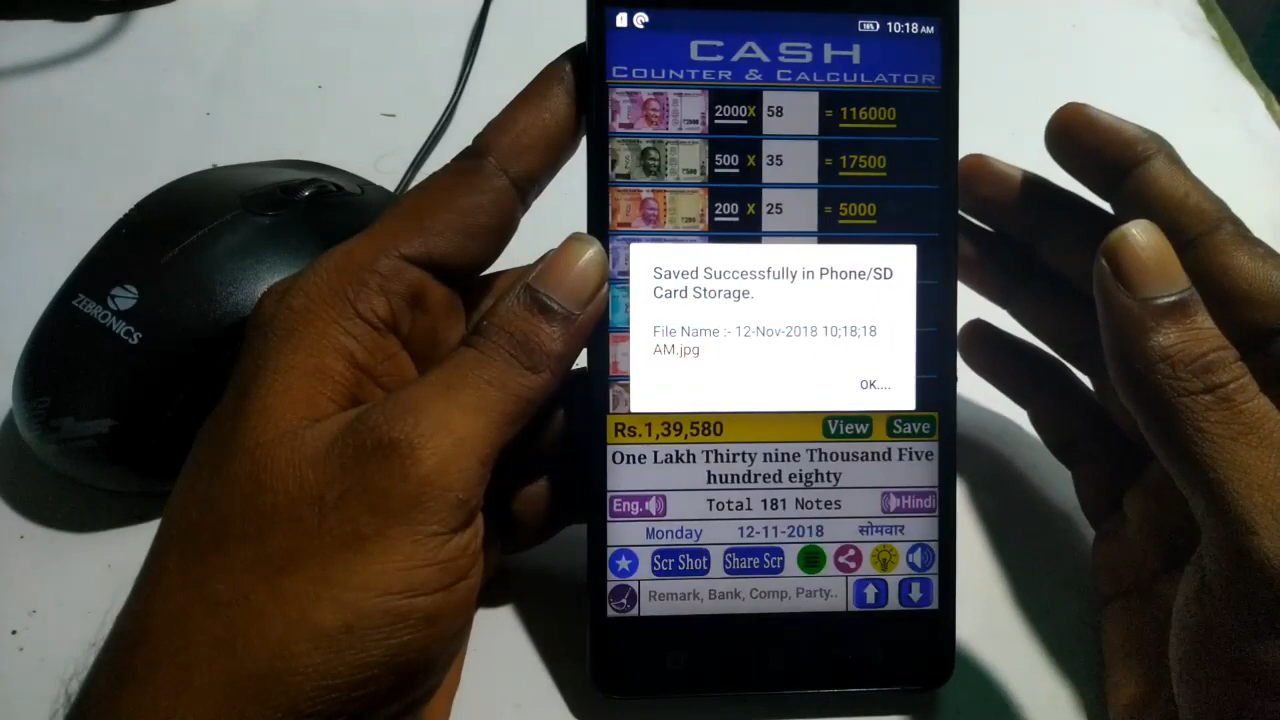 10:18 AM
CASH
COUNTER & CALCULATOR
2000 X 58 = 116000
500 X 35 = 17500
200 X 25 = 5000
Saved Successfully in Phone/SD
Card Storage.
File Name :- 12-Nov-2018 10;18;18
AM.jpg
OK....
Rs.1,39,580 View Save
One Lakh Thirty nine Thousand Five
hundred eighty
Eng. Total 181 Notes Hindi
Monday 12-11-2018 सोमवार
Scr Shot Share Scr
Remark, Bank, Comp, Party..
ZEBRONICS